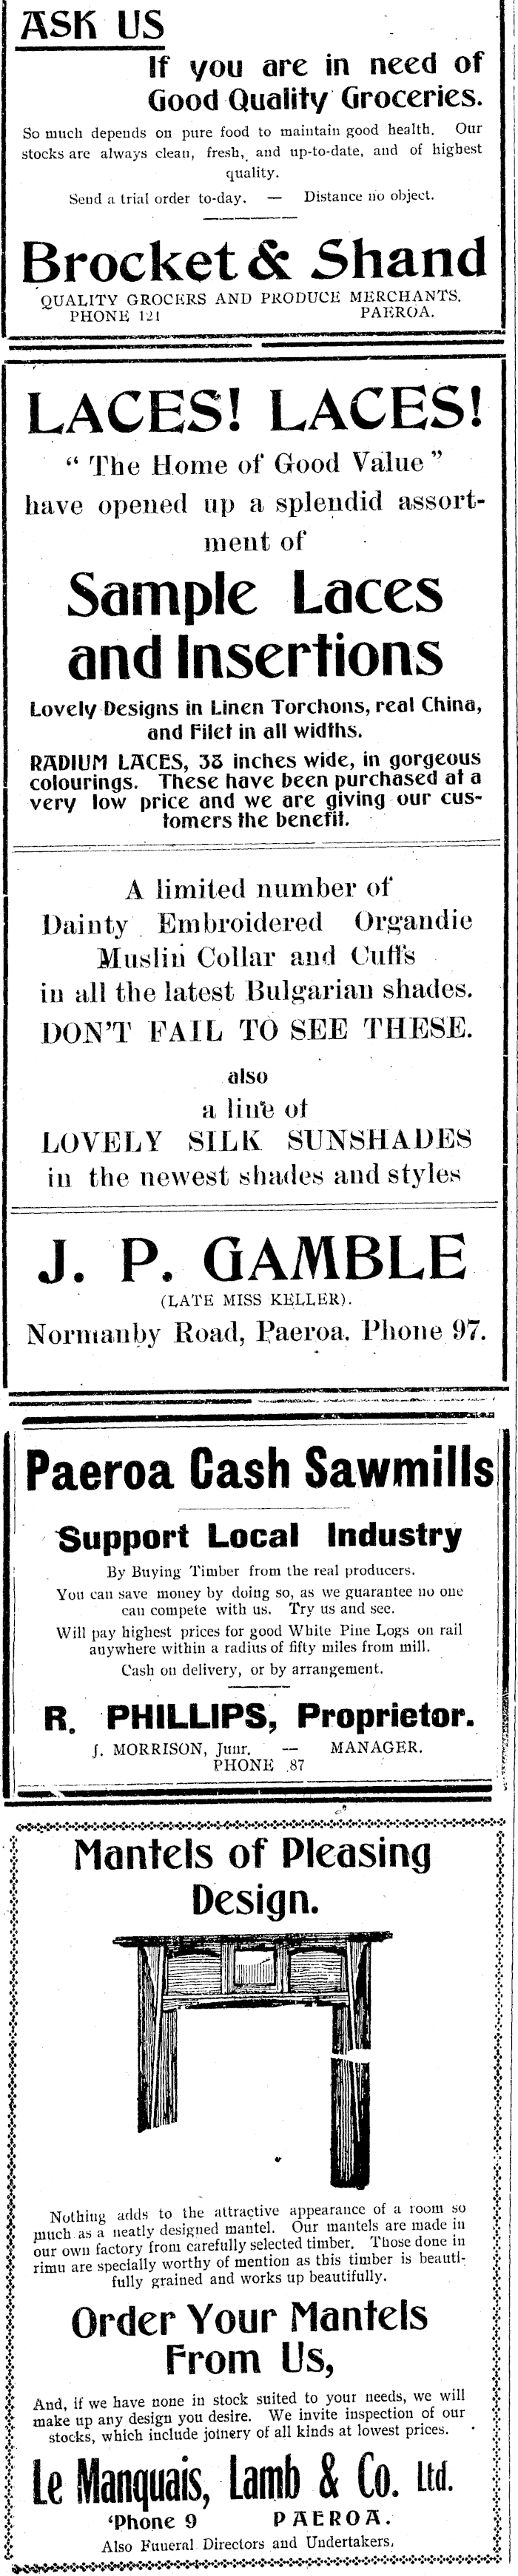 ASK US
If you are in need of
Good Quality Groceries.
So much depends on pure food to maintain good health. Our
stocks are always clean, fresh, and up-to-date, and of highest
quality.
Send a trial order to-day. — Distance no object.
Brocket & Shand
QUALITY GROCERS AND PRODUCE MERCHANTS.
PHONE 121 PAEROA.
LACES! LACES!
“ The Home of Good Value ”
have opened up a splendid assort-
ment of
Sample Laces
and Insertions
Lovely Designs in Linen Torchons, real China,
and Filet in all widths.
RADIUM LACES, 38 inches wide, in gorgeous
colourings. These have been purchased at a
very low price and we are giving our cus-
tomers the benefit.
A limited number of
Dainty Embroidered Organdie
Muslin Collar and Cuffs
in all the latest Bulgarian shades.
DON'T FAIL TO SEE THESE.
also
a line of
LOVELY SILK SUNSHADES
in the newest shades and styles
J. P. GAMBLE
(LATE MISS KELLER).
Normanby Road, Paeroa. Phone 97.
Paeroa Cash Sawmills
Support Local Industry
By Buying Timber from the real producers.
You can save money by doing so, as we guarantee no one
can compete with us. Try us and see.
Will pay highest prices for good White Pine Logs on rail
anywhere within a radius of fifty miles from mill.
Cash on delivery, or by arrangement.
R. PHILLIPS, Proprietor.
J. MORRISON, Junr. — MANAGER.
PHONE 87
Mantels of Pleasing
Design.
Nothing adds to the attractive appearance of a room so
much as a neatly designed mantel. Our mantels are made in
our own factory from carefully selected timber. Those done in
rimu are specially worthy of mention as this timber is beauti-
fully grained and works up beautifully.
Order Your Mantels
From Us,
And, if we have none in stock suited to your needs, we will
make up any design you desire. We invite inspection of our
stocks, which include joinery of all kinds at lowest prices.
Le Manquais, Lamb & Co. Ltd.
'Phone 9 PAEROA.
Also Funeral Directors and Undertakers.